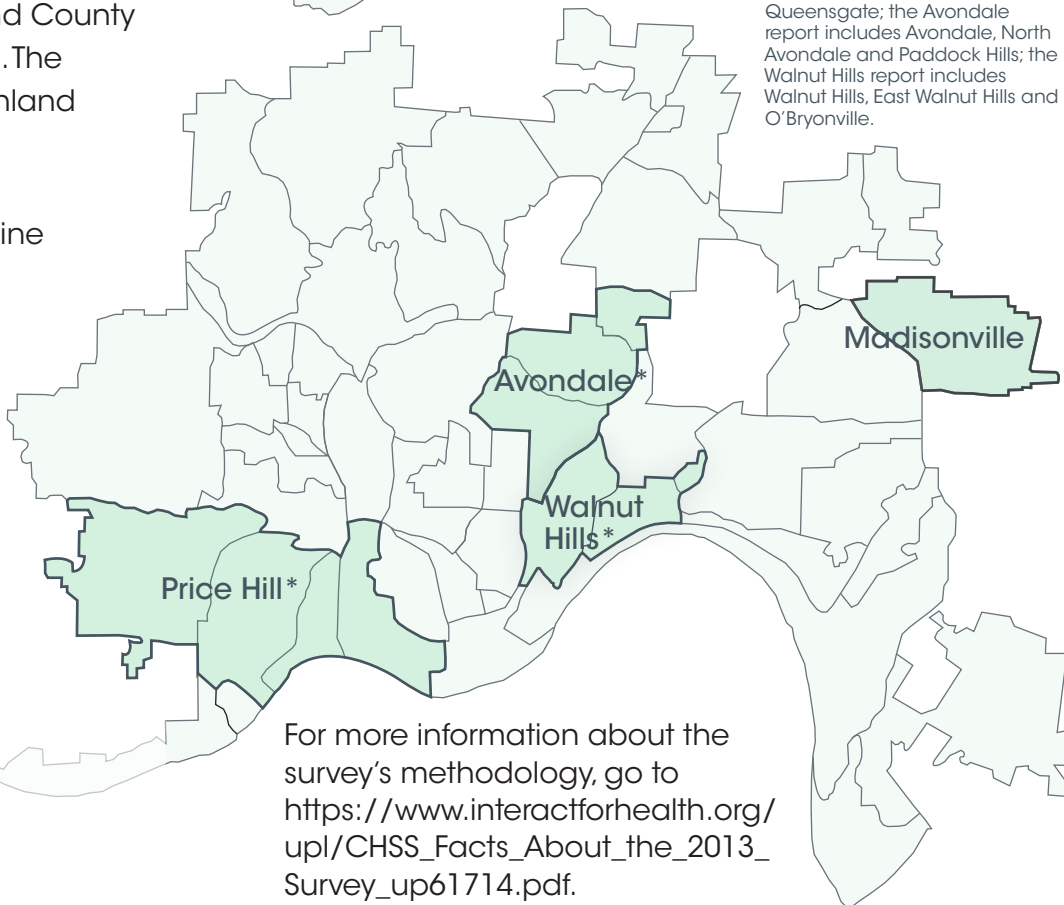 d County
. The
nland
ine
Queensgate; the Avondale
report includes Avondale, North
Avondale and Paddock Hills; the
Walnut Hills report includes
Walnut Hills, East Walnut Hills and
O'Bryonville.
Madisonville
Avondale*
Walnut
Hills*
Price Hill*
For more information about the
survey's methodology, go to
https://www.interactforhealth.org/
upl/CHSS_Facts_About_the_2013_
Survey_up61714.pdf.